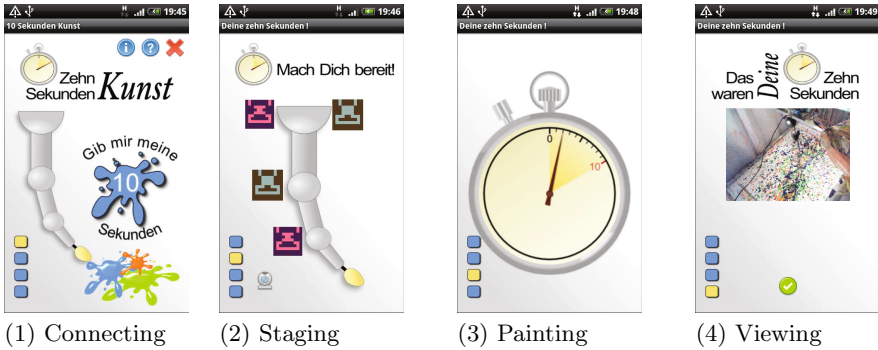 19:45
10 Sekunden Kunst
Zehn
Sekunden Kunst
Gib mir meine
10
Sekunden
(1) Connecting
19:46
Deine zehn Sekunden !
Mach Dich bereit!
(2) Staging
19:48
Deine zehn Sekunden !
0
10
(3) Painting
19:49
Deine zehn Sekunden !
Das waren Deine Zehn Sekunden
(4) Viewing